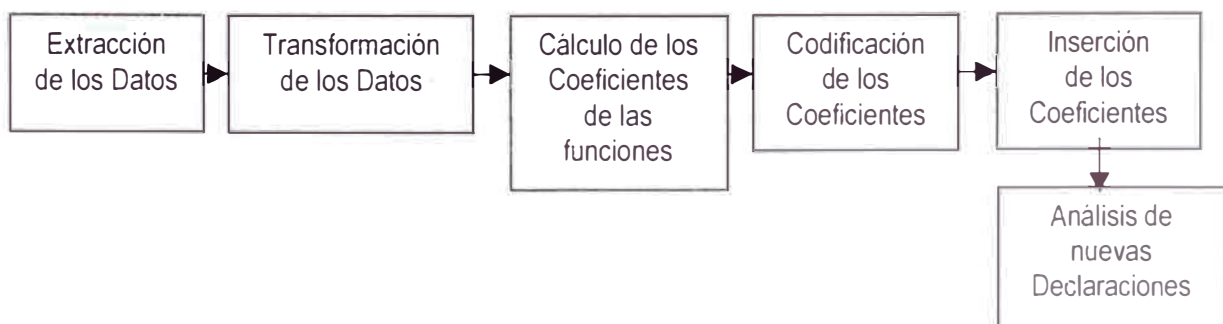 Extracción
de los Datos
Transformación
de los Datos
Cálculo de los
Coeficientes
de las
funciones
Codificación
de los
Coeficientes
Inserción
de los
Coeficientes
Análisis de
nuevas
Declaraciones